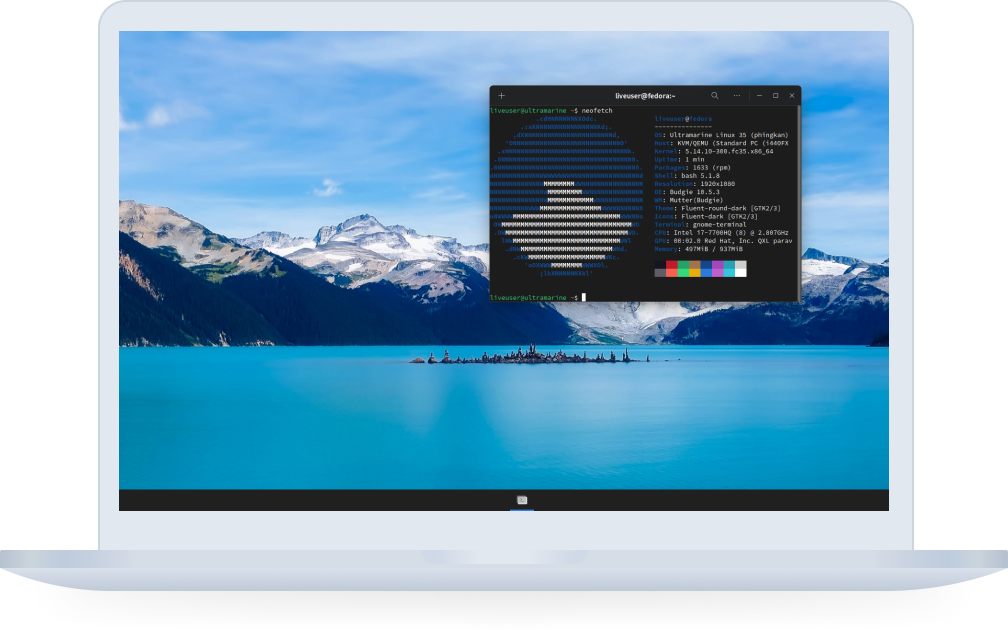 liveuser@fedora:~
liveuser@ultramarine ~$ neofetch
liveuser@fedora
---------------
OS: Ultramarine Linux 35 (phingkan)
Host: KVM/QEMU (Standard PC (i440FX
Kernel: 5.14.10-300.fc35.x86_64
Uptime: 1 min
Packages: 1633 (rpm)
Shell: bash 5.1.8
Resolution: 1920x1080
DE: Budgie 10.5.3
WM: Mutter(Budgie)
Theme: Fluent-round-dark [GTK2/3]
Icons: Fluent-dark [GTK2/3]
Terminal: gnome-terminal
CPU: Intel i7-7700HQ (8) @ 2.807GHz
GPU: 00:02.0 Red Hat, Inc. QXL parav
Memory: 497MiB / 937MiB
liveuser@ultramarine ~$